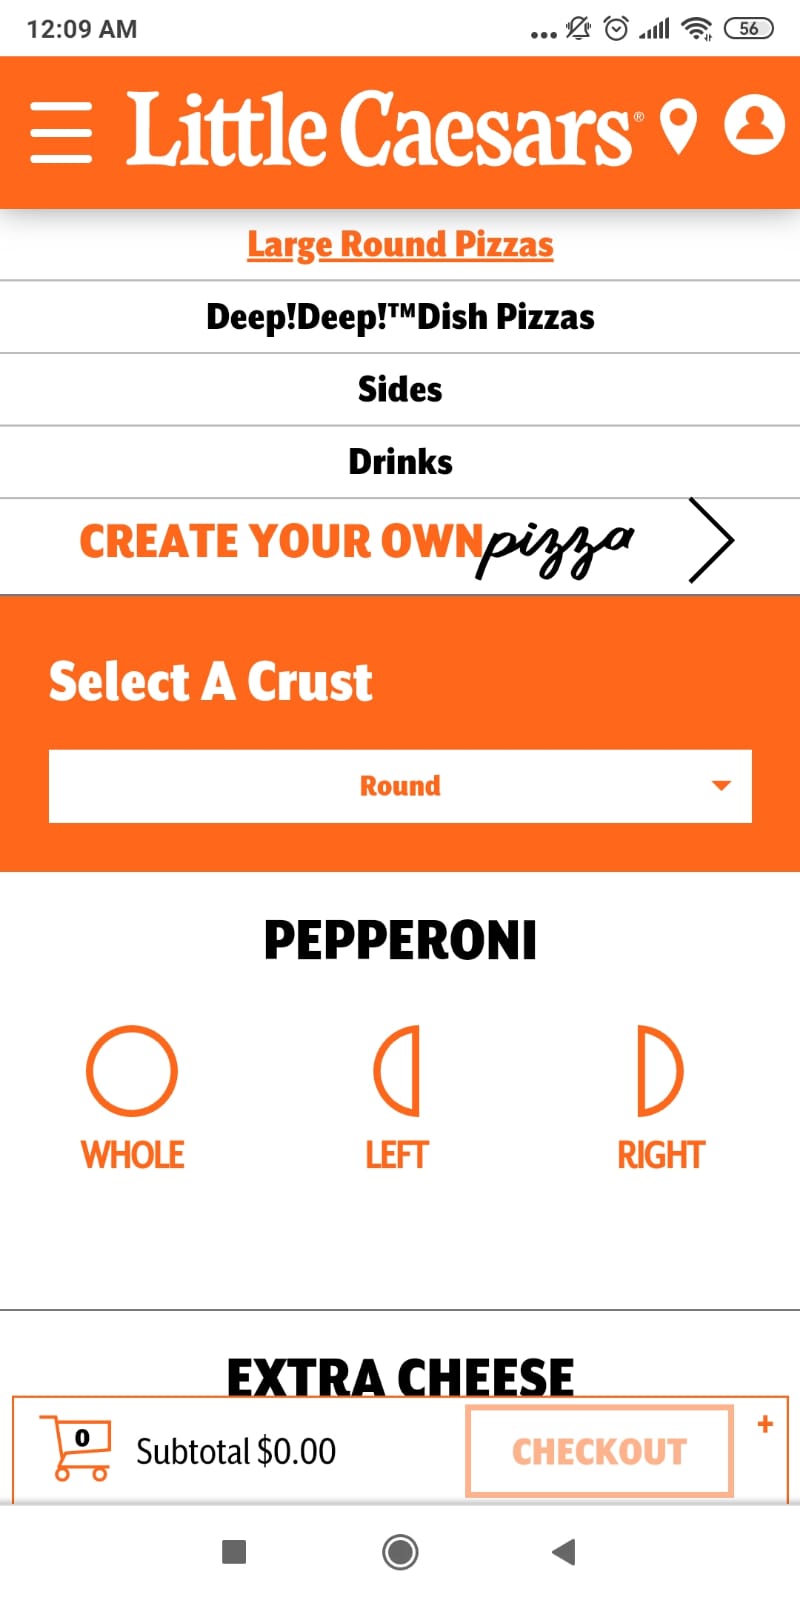 12:09 AM
56
Little Caesars®
Large Round Pizzas
Deep!Deep!™Dish Pizzas
Sides
Drinks
CREATE YOUR OWN pizza
Select A Crust
Round
PEPPERONI
WHOLE LEFT RIGHT
EXTRA CHEESE
0 Subtotal $0.00 CHECKOUT +